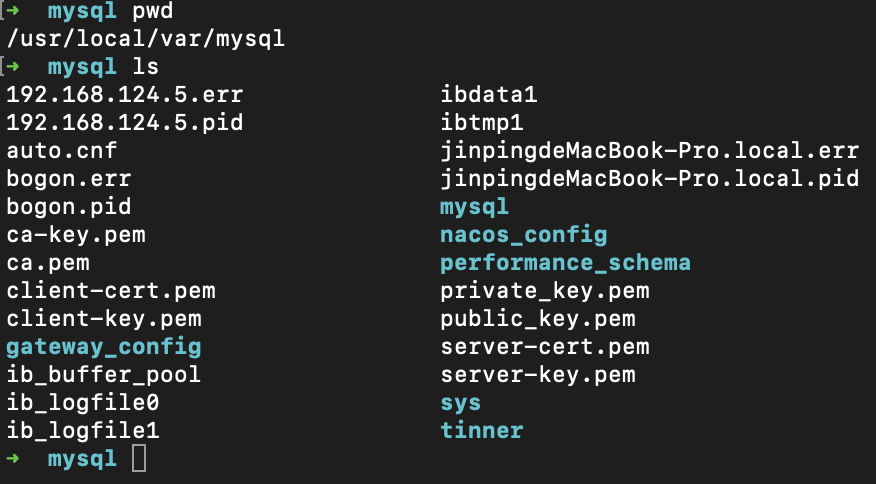 ➜  mysql pwd
/usr/local/var/mysql
➜  mysql ls
192.168.124.5.err              ibdata1
192.168.124.5.pid              ibtmp1
auto.cnf                       jinpingdeMacBook-Pro.local.err
bogon.err                      jinpingdeMacBook-Pro.local.pid
bogon.pid                      mysql
ca-key.pem                     nacos_config
ca.pem                         performance_schema
client-cert.pem                private_key.pem
client-key.pem                 public_key.pem
gateway_config                 server-cert.pem
ib_buffer_pool                 server-key.pem
ib_logfile0                    sys
ib_logfile1                    tinner
➜  mysql